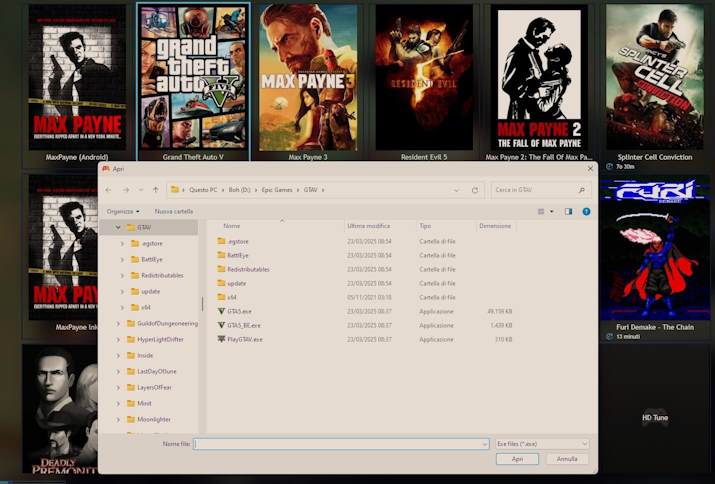 MAX PAYNE
EVERYTHING RIPPED APART IN A NEW YORK MINUTE..
MaxPayne (Android)
grand
theft
auto V
FIVE
Grand Theft Auto V
MAX PAYNE 3
Max Payne 3
RESIDENT EVIL
5
Resident Evil 5
MAX PAYNE 2
THE FALL OF MAX PAYNE
Max Payne 2: The Fall Of Max Pa...
SPLINTER
CELL
CONVICTION
Splinter Cell Conviction
7o 30m
Apri
Questo PC > Boh (D:) > Epic Games > GTAV >
Cerca in GTAV
Organizza
Nuova cartella
GTAV
.egstore
BattlEye
Redistributables
update
x64
GuildofDungeoneering
HyperLightDrifter
Inside
LastDayOfJune
LayersOfFear
Minit
Moonlighter
Nome Ultima modifica Tipo Dimensione
.egstore 23/03/2025 08:54 Cartella di file
BattlEye 23/03/2025 08:54 Cartella di file
Redistributables 23/03/2025 08:54 Cartella di file
update 23/03/2025 08:54 Cartella di file
x64 05/11/2021 03:18 Cartella di file
GTA5.exe 23/03/2025 08:37 Applicazione 49.159 KB
GTA5_BE.exe 23/03/2025 08:37 Applicazione 1.439 KB
PlayGTAV.exe 23/03/2025 08:37 Applicazione 310 KB
Nome file:
Exe files (*.exe)
Apri
Annulla
MAX PAYNE
MaxPayne
FURI
DEMAKE
Furi Demake - The Chain
13 minuti
DEADLY
PREMONIT
HD Tune